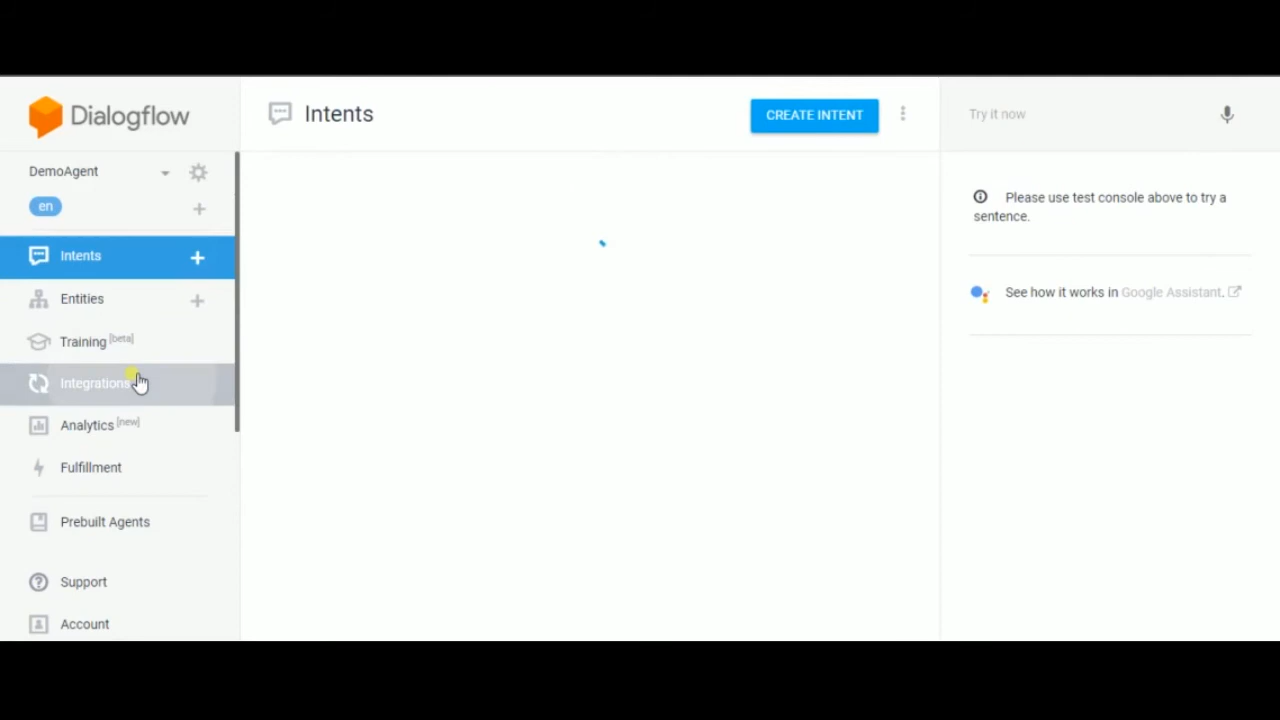 Dialogflow
DemoAgent
en
Intents
Entities
Training [beta]
Integrations
Analytics [new]
Fulfillment
Prebuilt Agents
Support
Account
Intents
CREATE INTENT
Try it now
Please use test console above to try a
sentence.
See how it works in Google Assistant.